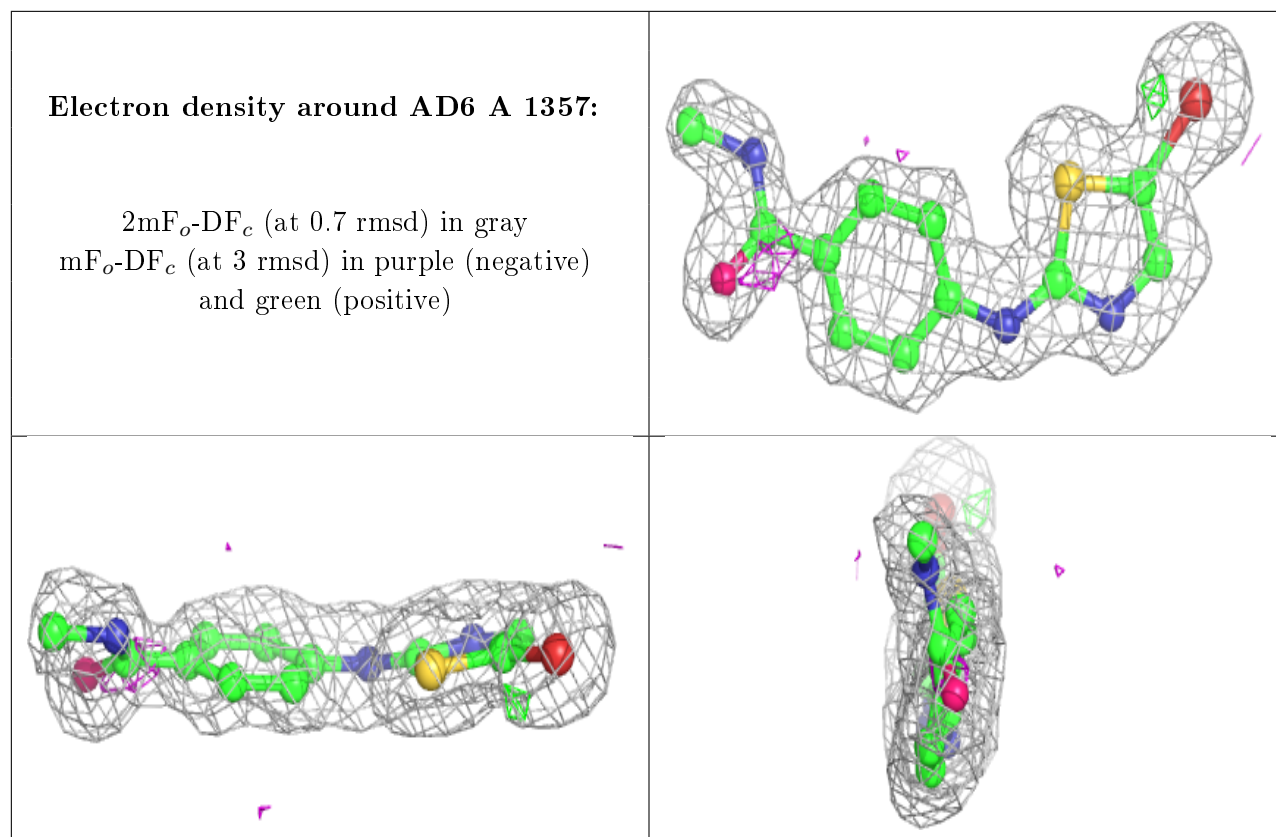 Electron density around AD6 A 1357:
2mFₒ-DF𝒸 (at 0.7 rmsd) in gray
mFₒ-DF𝒸 (at 3 rmsd) in purple (negative)
and green (positive)